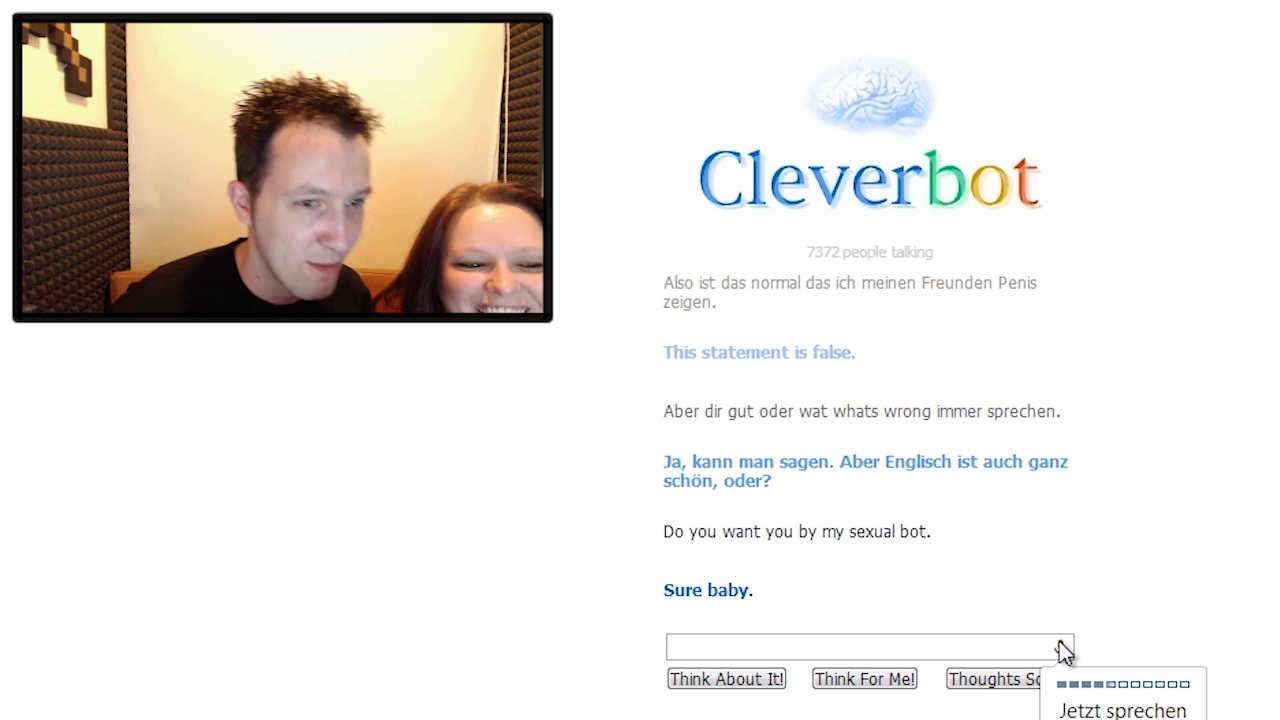 Cleverbot
7372 people talking
Also ist das normal das ich meinen Freunden Penis
zeigen.
This statement is false.
Aber dir gut oder wat whats wrong immer sprechen.
Ja, kann man sagen. Aber Englisch ist auch ganz
schön, oder?
Do you want you by my sexual bot.
Sure baby.
Think About It! Think For Me! Thoughts So
Jetzt sprechen